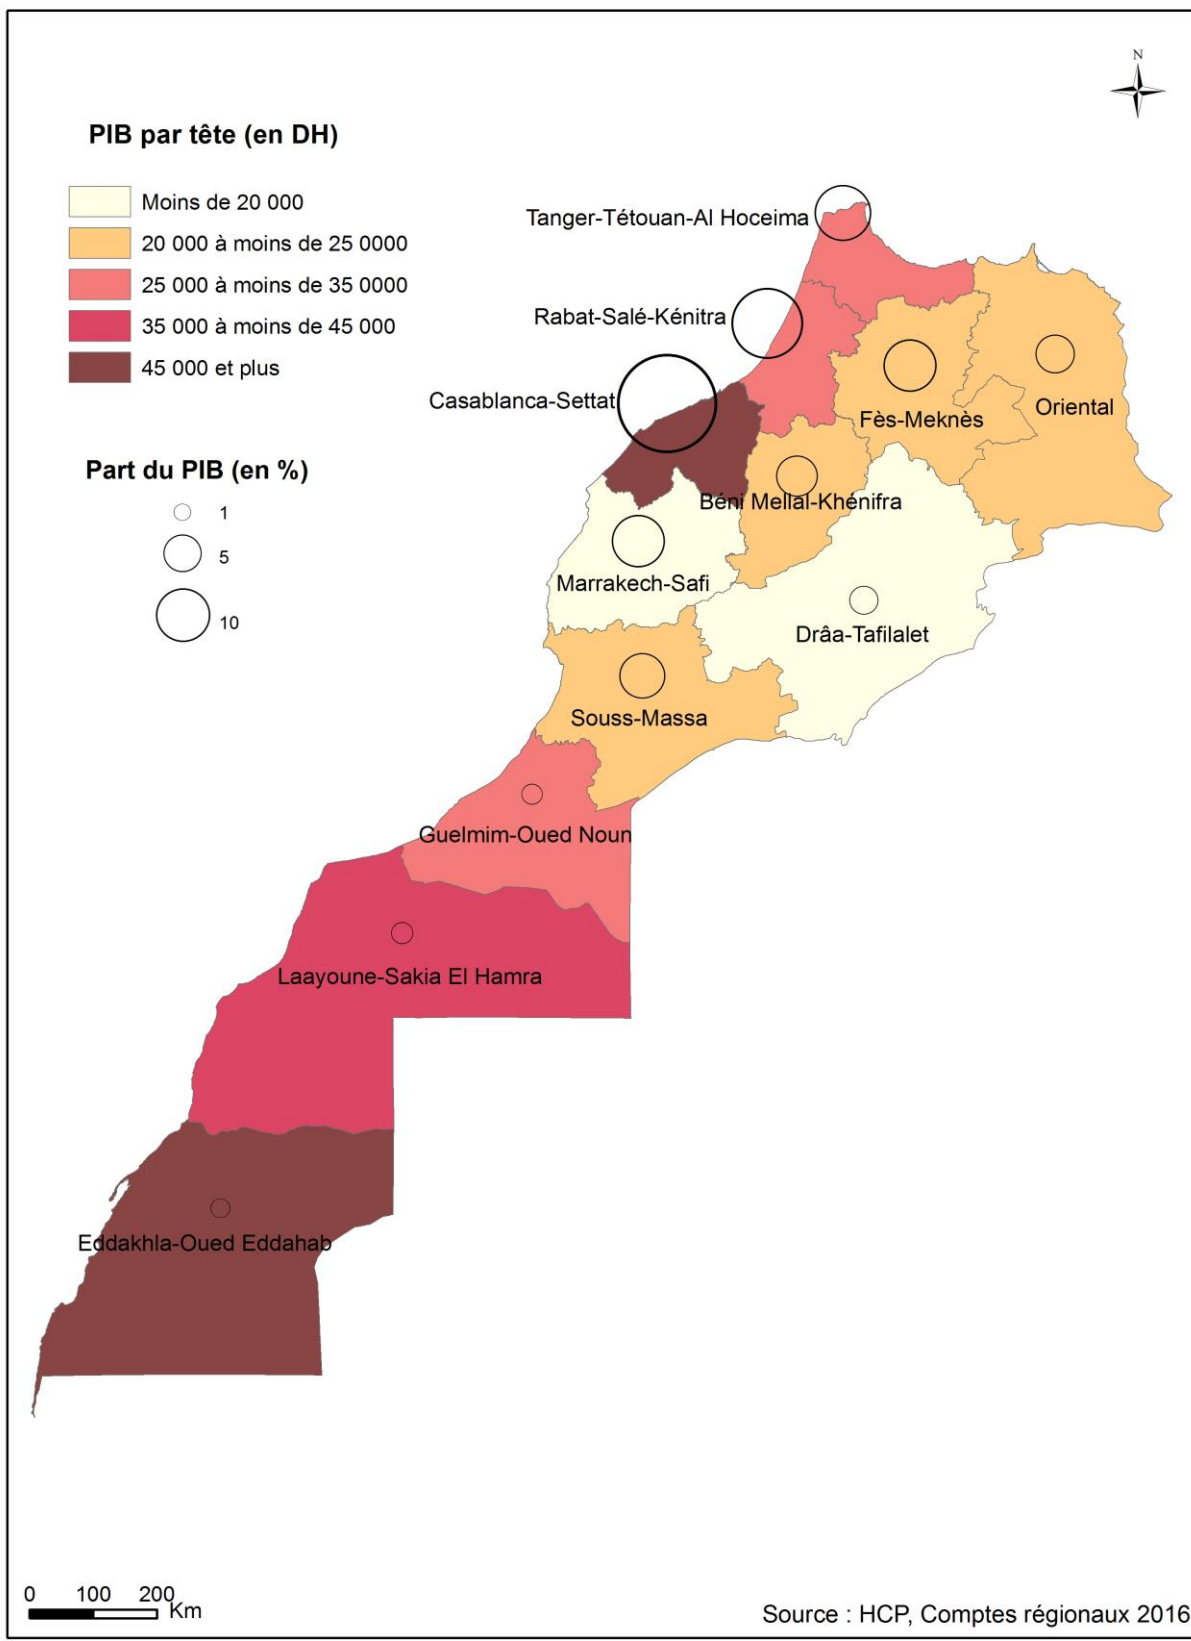 N
PIB par tête (en DH)
Moins de 20 000
20 000 à moins de 25 0000
25 000 à moins de 35 0000
35 000 à moins de 45 000
45 000 et plus
Part du PIB (en %)
1
5
10
Tanger-Tétouan-Al Hoceima
Rabat-Salé-Kénitra
Casablanca-Settat
Fès-Meknès
Oriental
Béni Mellal-Khénifra
Marrakech-Safi
Drâa-Tafilalet
Souss-Massa
Guelmim-Oued Noun
Laayoune-Sakia El Hamra
Eddakhla-Oued Eddahab
0 100 200
Km
Source : HCP, Comptes régionaux 2016